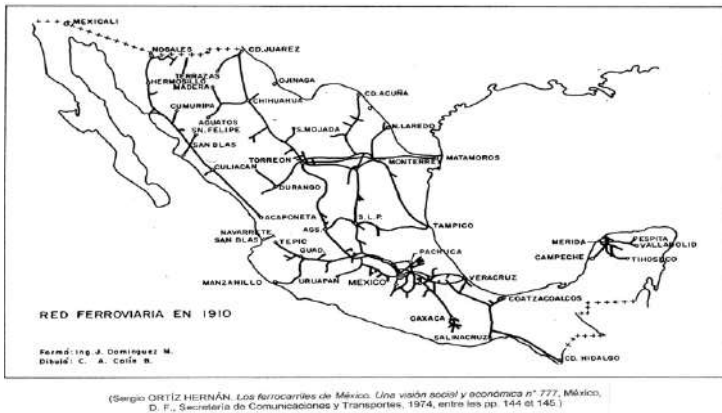 MEXICALI
NOGALES
CD. JUAREZ
TERRAZAS
HERMOSILLO
MADERA
OJINAGA
CD. ACUÑA
CUMURIPA
CHIHUAHUA
AGUATOS
SN. FELIPE
S. MOJADA
N. LAREDO
SAN BLAS
TORREON
MONTERREY
MATAMOROS
CULIACAN
DURANGO
ACAPONETA
S.L.P.
AGS.
TAMPICO
NAVARRETE
SAN BLAS
TEPIC
GUAD.
PACHUCA
MERIDA
ESPITA
VALLADOLID
CAMPECHE
TIHOSUCO
MANZANILLO
URUAPAN
MEXICO
VERACRUZ
COATZACOALCOS
OAXACA
SALINACRUZ
CD. HIDALGO
RED FERROVIARIA EN 1910
Formó: Ing. J. Dominguez M.
Dibujó: C. A. Colín B.
(Sergio ORTÍZ HERNÁN, Los ferrocarriles de México. Una visión social y económica n° 777, México,
D. F., Secretaría de Comunicaciones y Transportes, 1974, entre les pp. 144 et 145.)